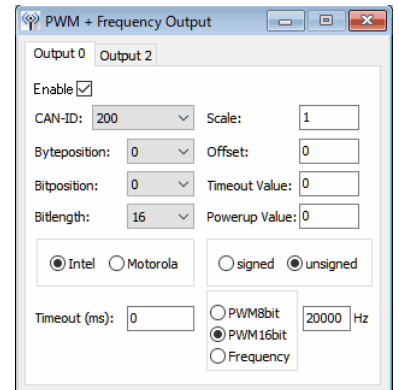 PWM + Frequency Output
Output 0 Output 2
Enable
CAN-ID: 200 Scale: 1
Byteposition: 0 Offset: 0
Bitposition: 0 Timeout Value: 0
Bitlength: 16 Powerup Value: 0
Intel Motorola signed unsigned
PWM8bit
Timeout (ms): 0 PWM16bit 20000 Hz
Frequency